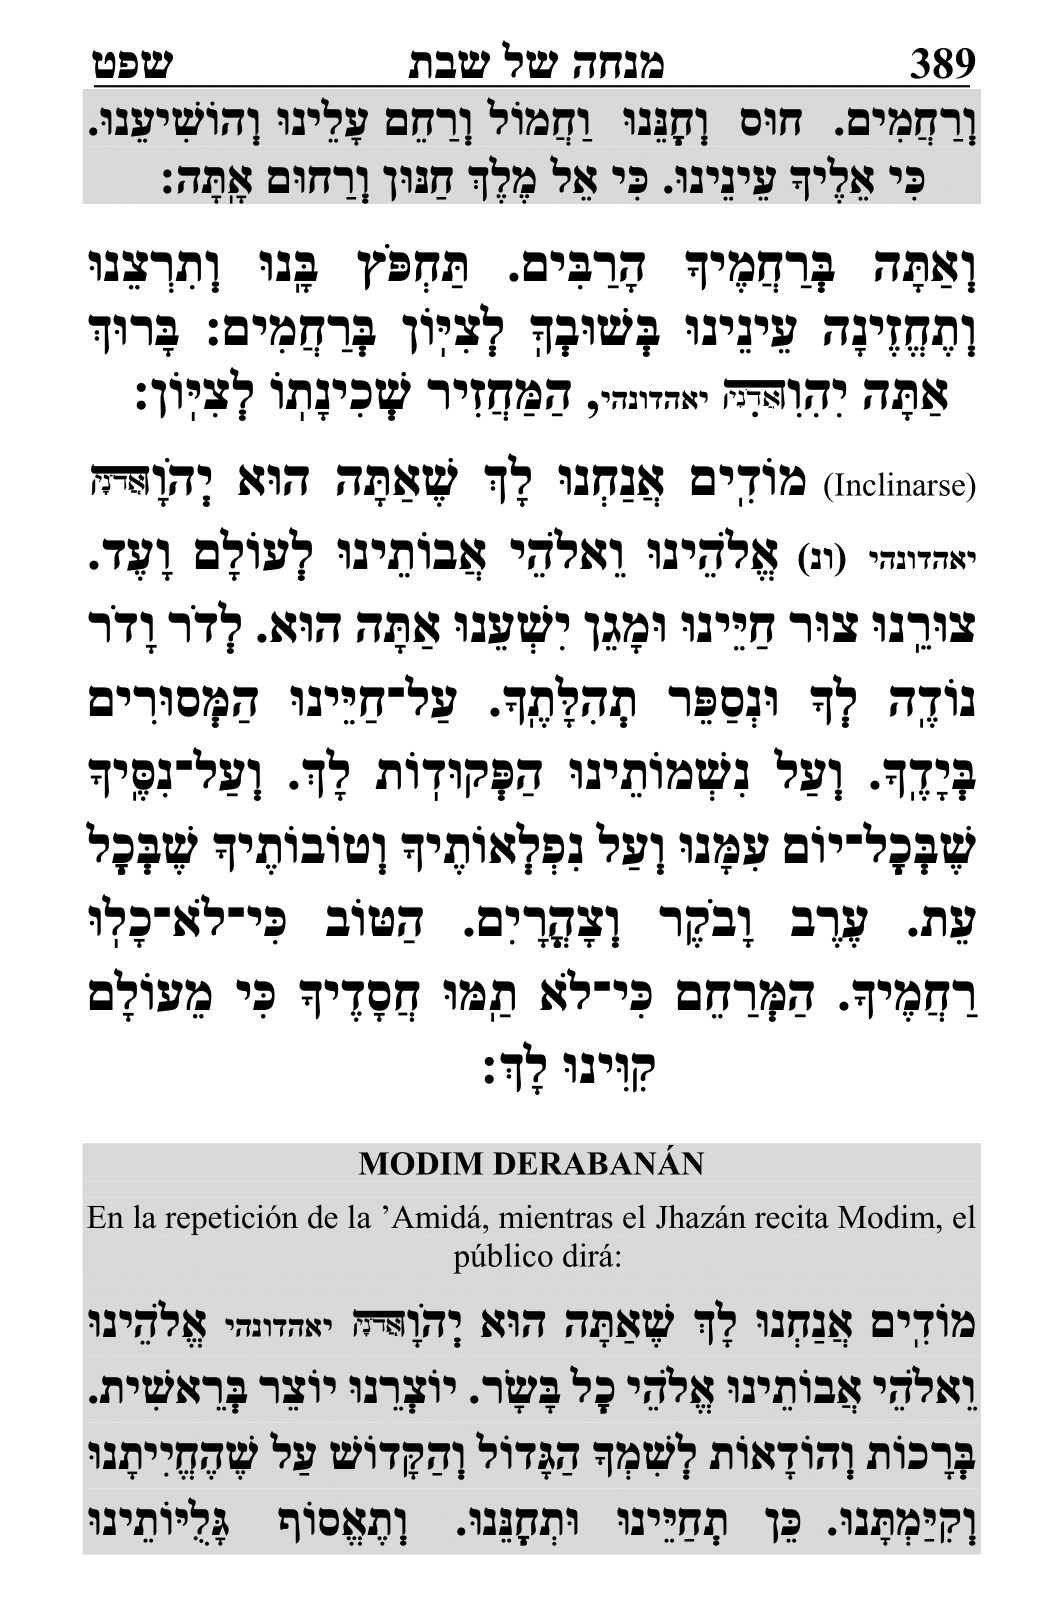 389 מנחה של שבת שפט
וְרַחֲמִים. חוּס וְחָנֵּנוּ וַחֲמוֹל וְרַחֵם עָלֵינוּ וְהוֹשִׁיעֵנוּ.
כִּי אֵלֶיךָ עֵינֵינוּ. כִּי אֵל מֶלֶךְ חַנּוּן וְרַחוּם אָתָּה:
וְאַתָּה בְּרַחֲמֶיךָ הָרַבִּים. תַּחְפֹּץ בָּנוּ וְתִרְצֵנוּ
וְתֶחֱזֶינָה עֵינֵינוּ בְּשׁוּבְךָ לְצִיּוֹן בְּרַחֲמִים: בָּרוּךְ
אַתָּה יִהִוִהאֲדֹנָי יאהדונהי, הַמַּחֲזִיר שְׁכִינָתוֹ לְצִיּוֹן:
(Inclinarse) מוֹדִים אֲנַחְנוּ לָךְ שֶׁאַתָּה הוּא יְהֹוָהאֲדֹנָי
יאהדונהי (ונ) אֱלֹהֵינוּ וֵאלֹהֵי אֲבוֹתֵינוּ לְעוֹלָם וָעֶד.
צוּרֵנוּ צוּר חַיֵּינוּ וּמָגֵן יִשְׁעֵנוּ אַתָּה הוּא. לְדֹר וָדֹר
נוֹדֶה לְךָ וּנְסַפֵּר תְּהִלָּתֶךָ. עַל־חַיֵּינוּ הַמְּסוּרִים
בְּיָדֶךָ. וְעַל נִשְׁמוֹתֵינוּ הַפְּקוּדוֹת לָךְ. וְעַל־נִסֶּיךָ
שֶׁבְּכָל־יוֹם עִמָּנוּ וְעַל נִפְלְאוֹתֶיךָ וְטוֹבוֹתֶיךָ שֶׁבְּכָל
עֵת. עֶרֶב וָבֹקֶר וְצָהֳרָיִם. הַטּוֹב כִּי־לֹא־כָלוּ
רַחֲמֶיךָ. הַמְּרַחֵם כִּי־לֹא תַמּוּ חֲסָדֶיךָ כִּי מֵעוֹלָם
קִוִּינוּ לָךְ:
MODIM DERABANÁN
En la repetición de la ’Amidá, mientras el Jhazán recita Modim, el
público dirá:
מוֹדִים אֲנַחְנוּ לָךְ שֶׁאַתָּה הוּא יְהֹוָהאֲדֹנָי יאהדונהי אֱלֹהֵינוּ
וֵאלֹהֵי אֲבוֹתֵינוּ אֱלֹהֵי כָל בָּשָׂר. יוֹצְרֵנוּ יוֹצֵר בְּרֵאשִׁית.
בְּרָכוֹת וְהוֹדָאוֹת לְשִׁמְךָ הַגָּדוֹל וְהַקָּדוֹשׁ עַל שֶׁהֶחֱיִיתָנוּ
וְקִיַּמְתָּנוּ. כֵּן תְּחַיֵּינוּ וּתְחָנֵּנוּ. וְתֶאֱסוֹף גָּלֻיּוֹתֵינוּ